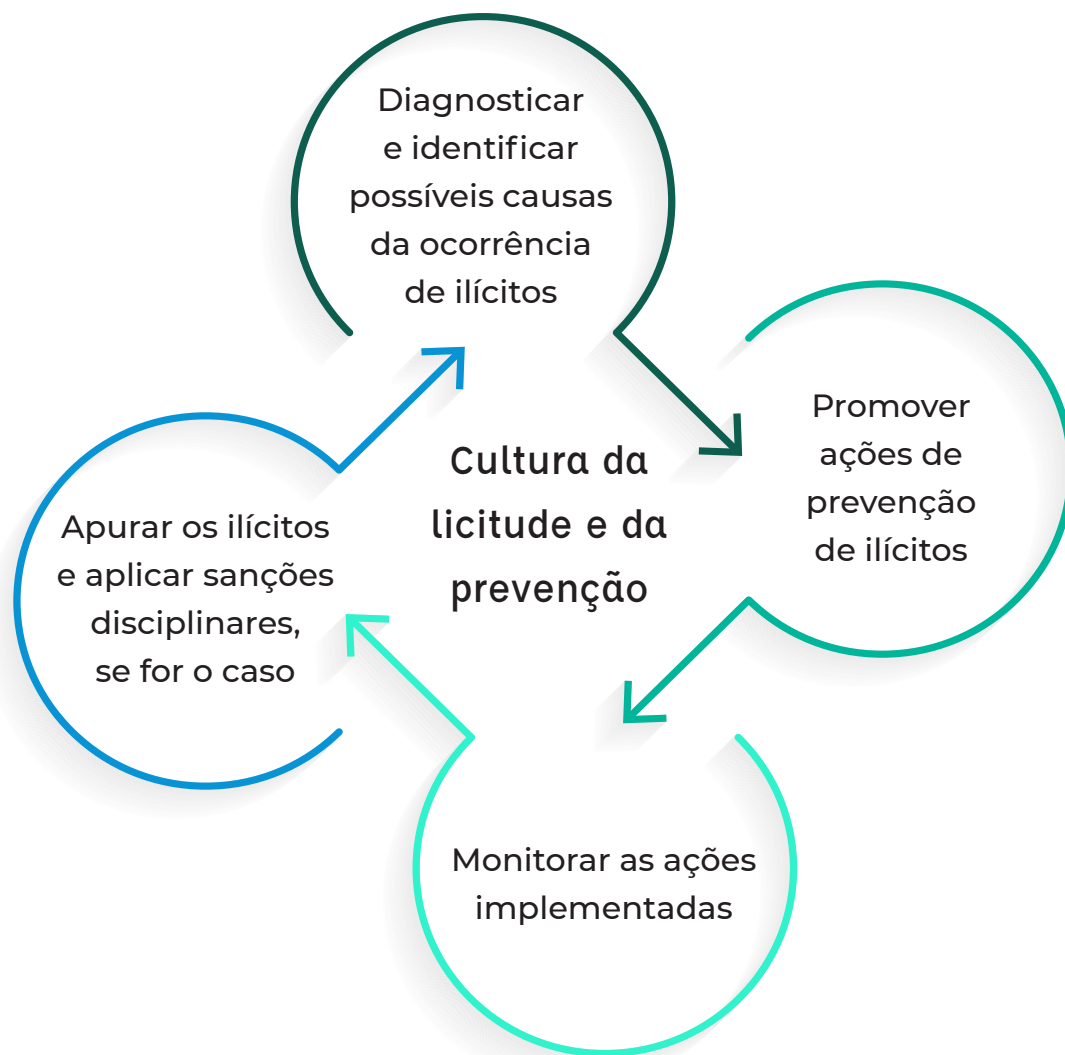 Diagnosticar
e identificar
possíveis causas
da ocorrência
de ilícitos
Promover
ações de
prevenção
de ilícitos
Cultura da
licitude e da
prevenção
Apurar os ilícitos
e aplicar sanções
disciplinares,
se for o caso
Monitorar as ações
implementadas